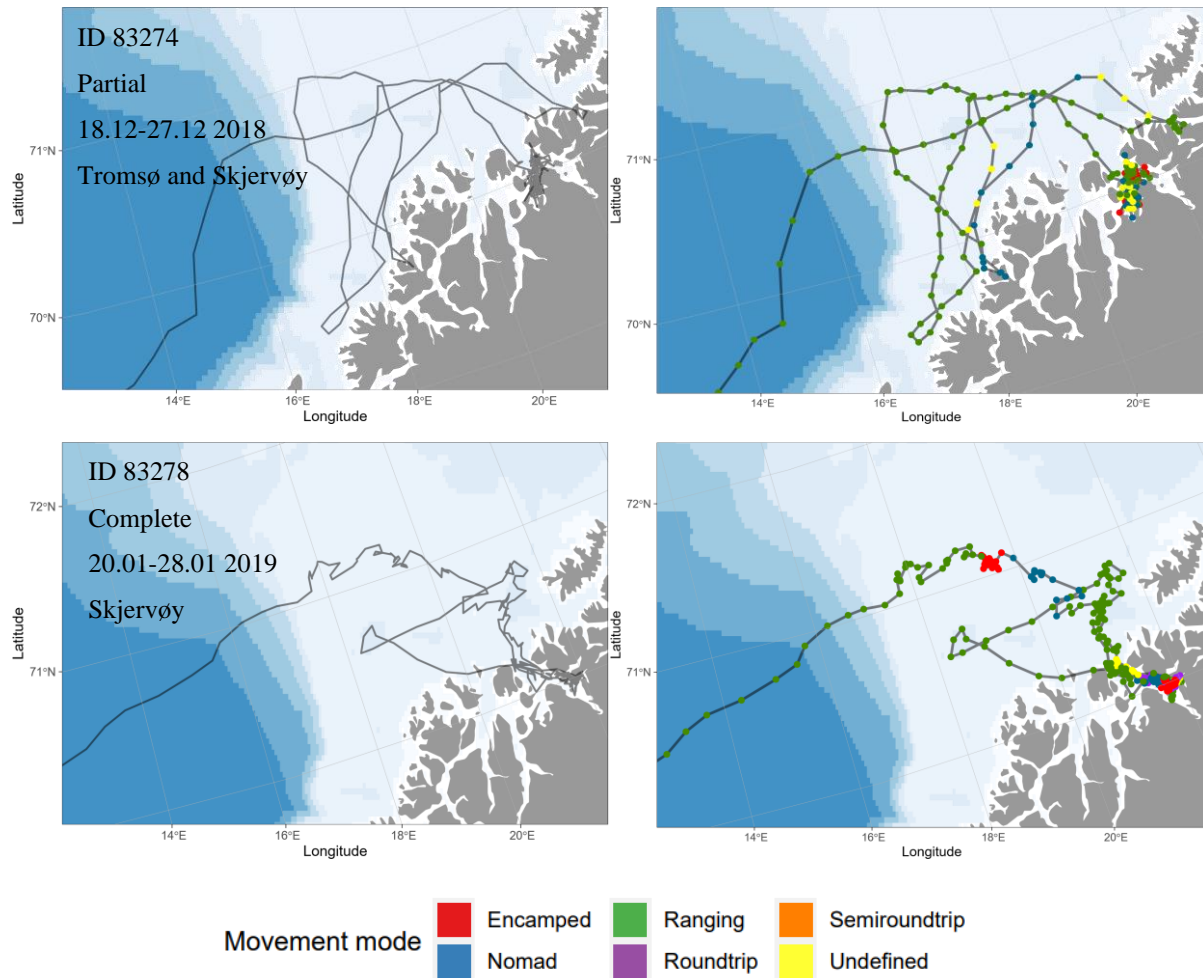 ID 83274
Partial
18.12-27.12 2018
Tromsø and Skjervøy
71°N
70°N
Latitude
14°E
16°E
18°E
20°E
Longitude
71°N
70°N
Latitude
14°E
16°E
18°E
20°E
Longitude
ID 83278
Complete
20.01-28.01 2019
Skjervøy
72°N
71°N
Latitude
14°E
16°E
18°E
20°E
Longitude
72°N
71°N
Latitude
14°E
16°E
18°E
20°E
Longitude
Movement mode
Encamped
Ranging
Semiroundtrip
Nomad
Roundtrip
Undefined